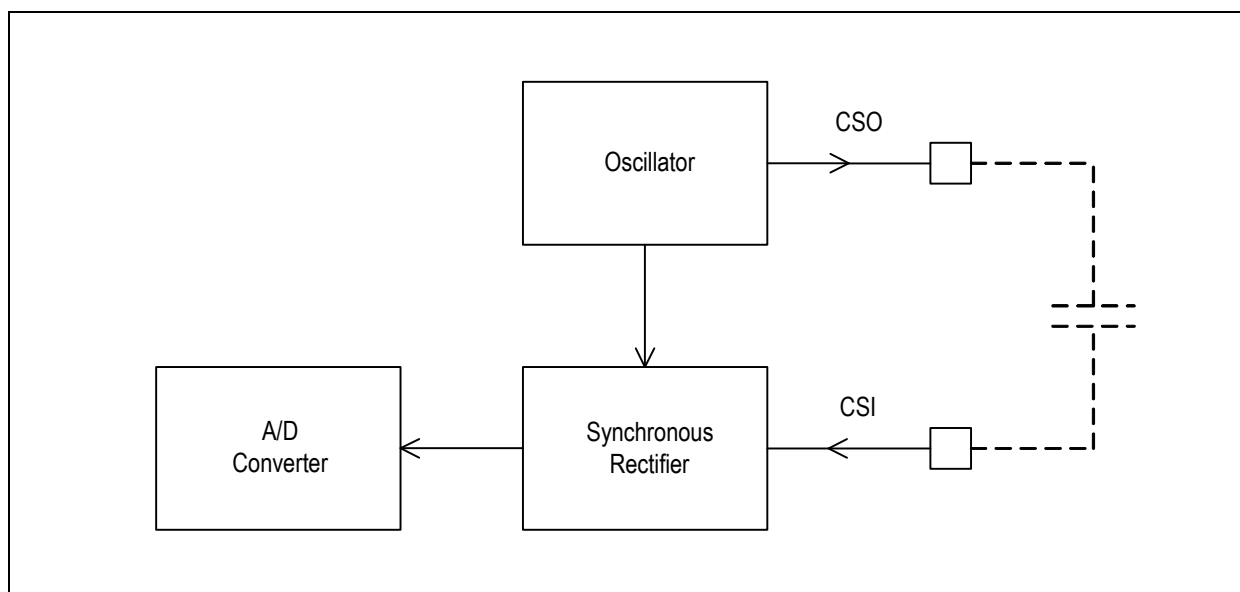 CSO
Oscillator
CSI
A/D
Converter
Synchronous
Rectifier